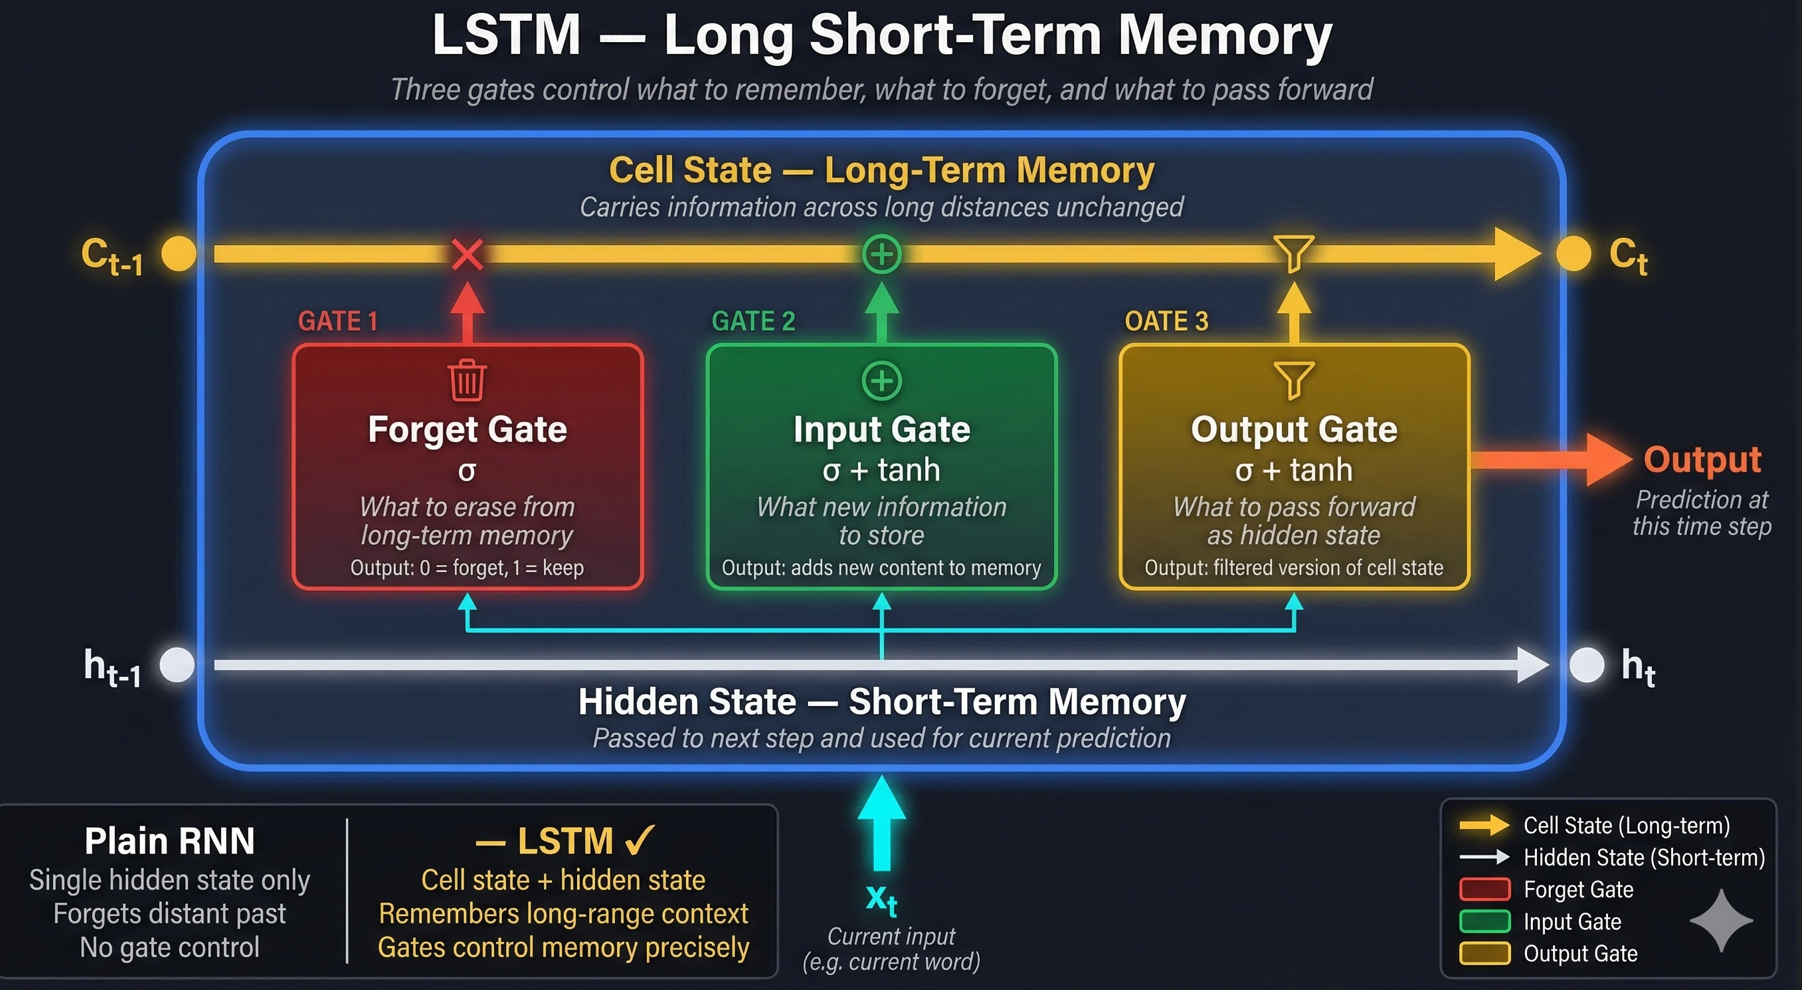 LSTM — Long Short-Term Memory
Three gates control what to remember, what to forget, and what to pass forward
Cell State — Long-Term Memory
Carries information across long distances unchanged
Ct-1
Ct
GATE 1
GATE 2
OATE 3
Forget Gate
σ
What to erase from
long-term memory
Output: 0 = forget, 1 = keep
Input Gate
σ + tanh
What new information
to store
Output: adds new content to memory
Output Gate
σ + tanh
What to pass forward
as hidden state
Output: filtered version of cell state
Output
Prediction at
this time step
ht-1
ht
Hidden State — Short-Term Memory
Passed to next step and used for current prediction
Plain RNN
Single hidden state only
Forgets distant past
No gate control
— LSTM ✓
Cell state + hidden state
Remembers long-range context
Gates control memory precisely
xt
Current input
(e.g. current word)
Cell State (Long-term)
Hidden State (Short-term)
Forget Gate
Input Gate
Output Gate